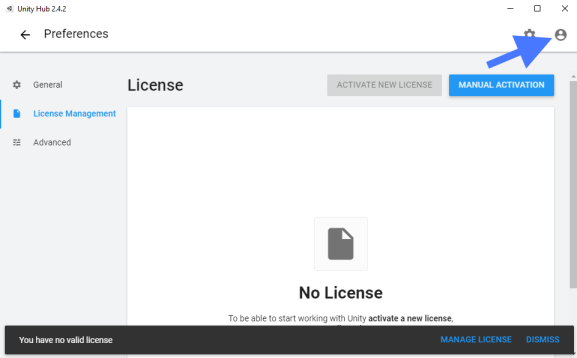 Unity Hub 2.4.2
Preferences
General
License Management
Advanced
License
ACTIVATE NEW LICENSE
MANUAL ACTIVATION
No License
To be able to start working with Unity activate a new license,
You have no valid license
MANAGE LICENSE
DISMISS